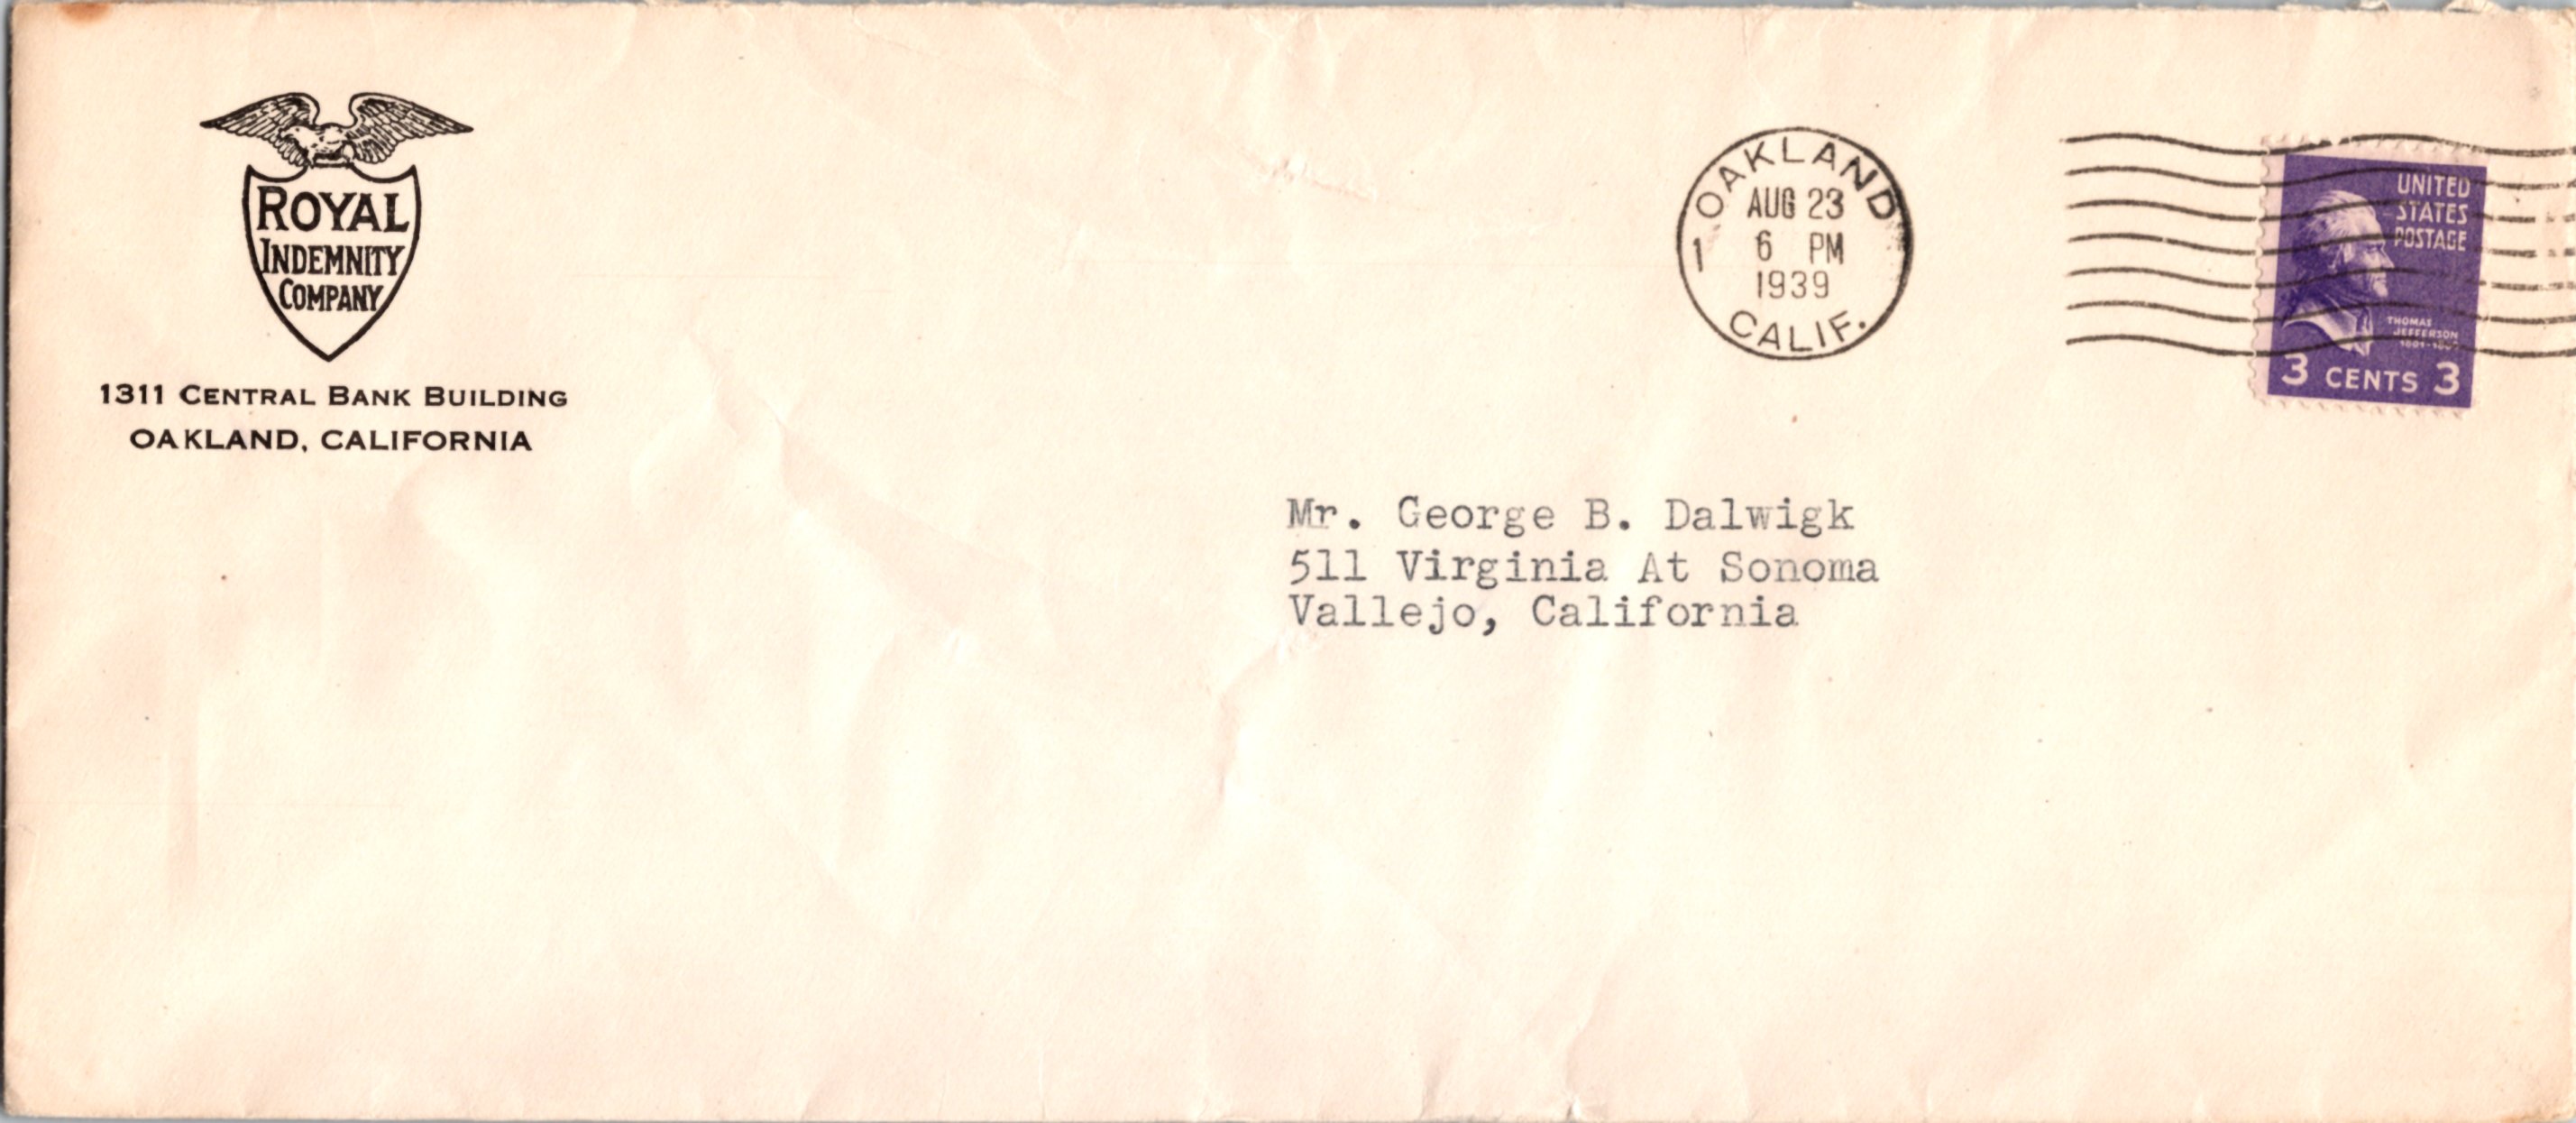 ROYAL
INDEMNITY
COMPANY
1311 CENTRAL BANK BUILDING
OAKLAND, CALIFORNIA
1 OAKLAND
AUG 23
6 PM
1939
CALIF.
UNITED
STATES
POSTAGE
THOMAS
JEFFERSON
3 CENTS 3
Mr. George B. Dalwigk
511 Virginia At Sonoma
Vallejo, California